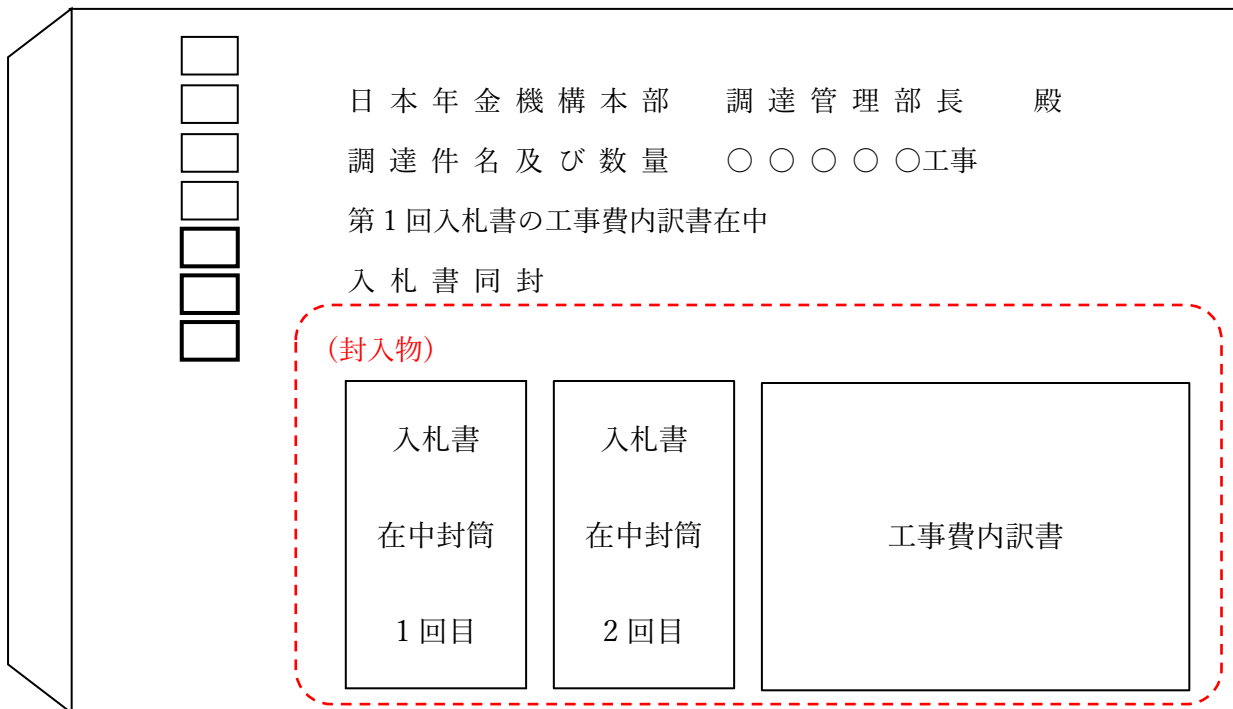 日本年金機構本部　調達管理部長　殿
調達件名及び数量　○○○○○工事
第1回入札書の工事費内訳書在中
入札書同封
(封入物)
入札書
在中封筒
1回目
入札書
在中封筒
2回目
工事費内訳書